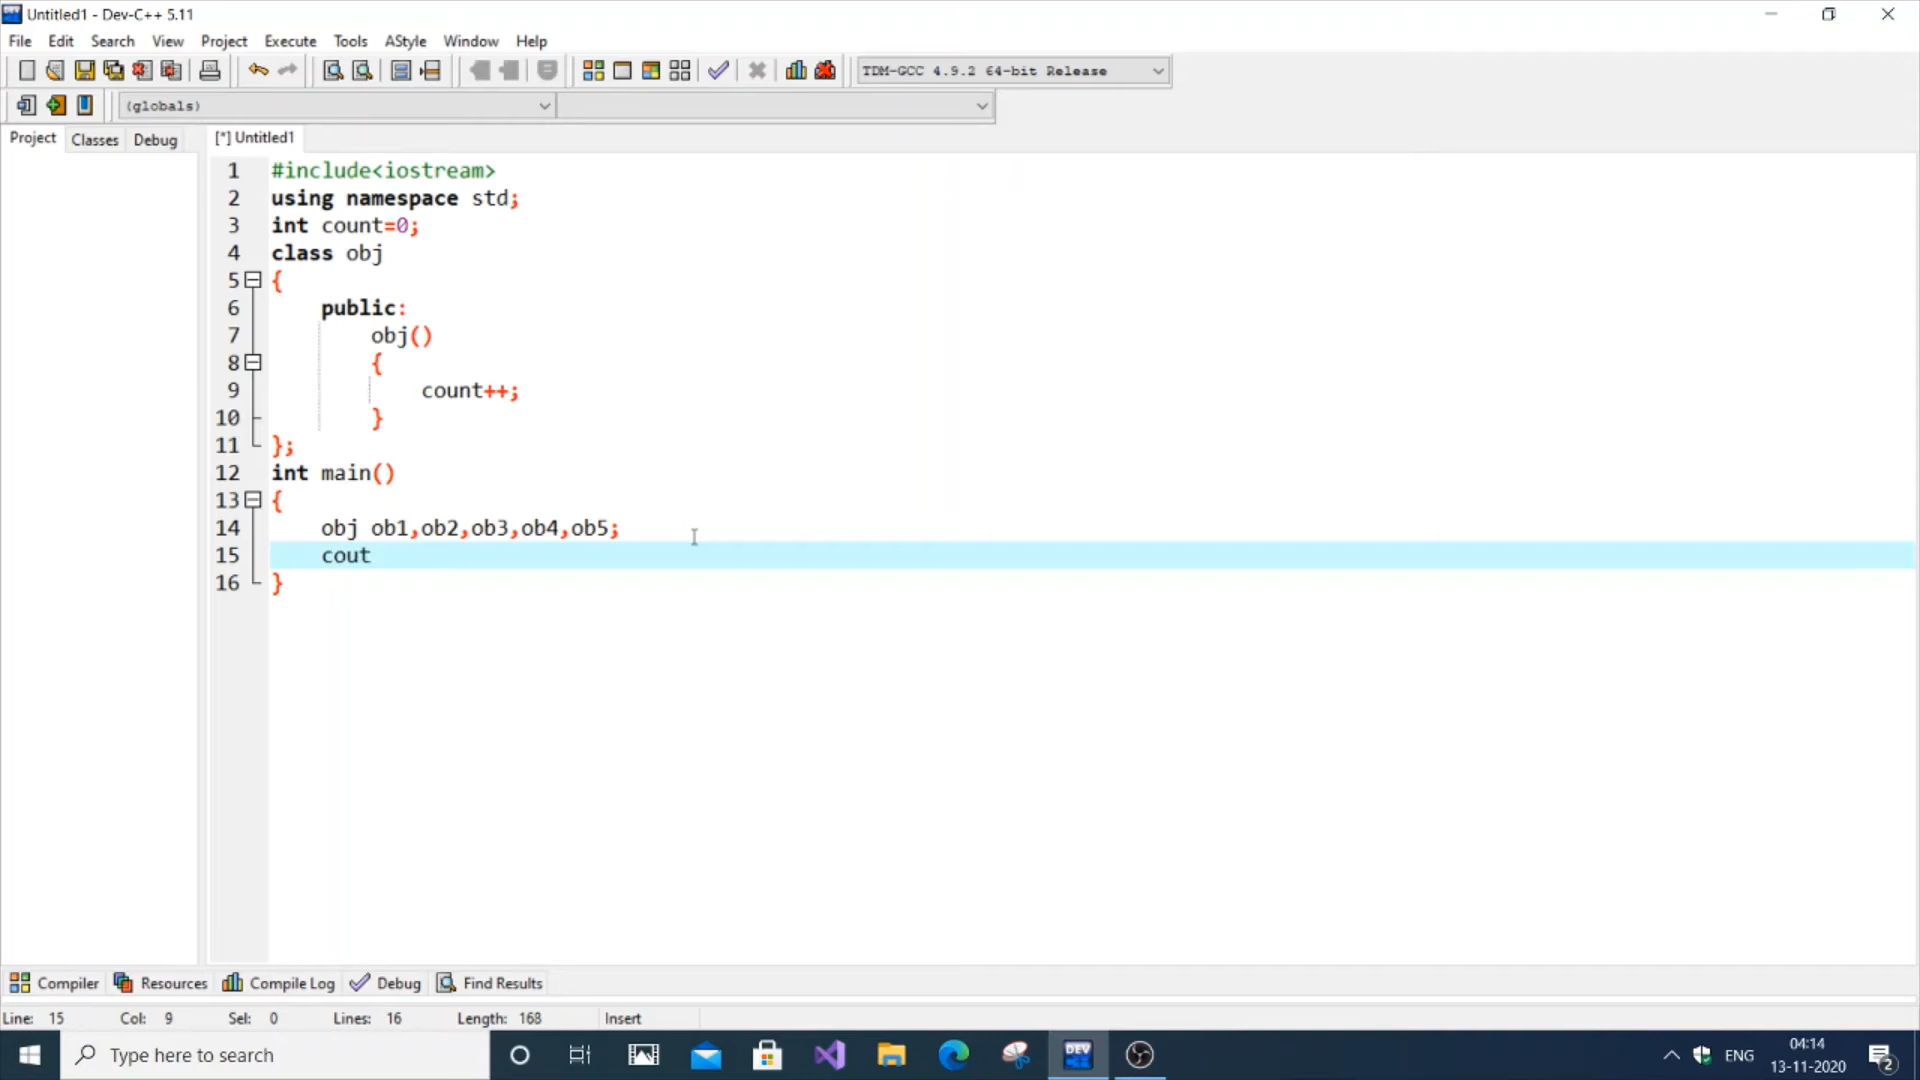 Untitled1 - Dev-C++ 5.11
File Edit Search View Project Execute Tools AStyle Window Help
TDM-GCC 4.9.2 64-bit Release
(globals)
Project Classes Debug [*] Untitled1
1 #include<iostream>
2 using namespace std;
3 int count=0;
4 class obj
5 {
6 public:
7 obj()
8 {
9 count++;
10 }
11 };
12 int main()
13 {
14 obj ob1,ob2,ob3,ob4,ob5;
15 cout
16 }
Compiler Resources Compile Log Debug Find Results
Line: 15 Col: 9 Sel: 0 Lines: 16 Length: 168 Insert
Type here to search
DEV
ENG
04:14
13-11-2020
2